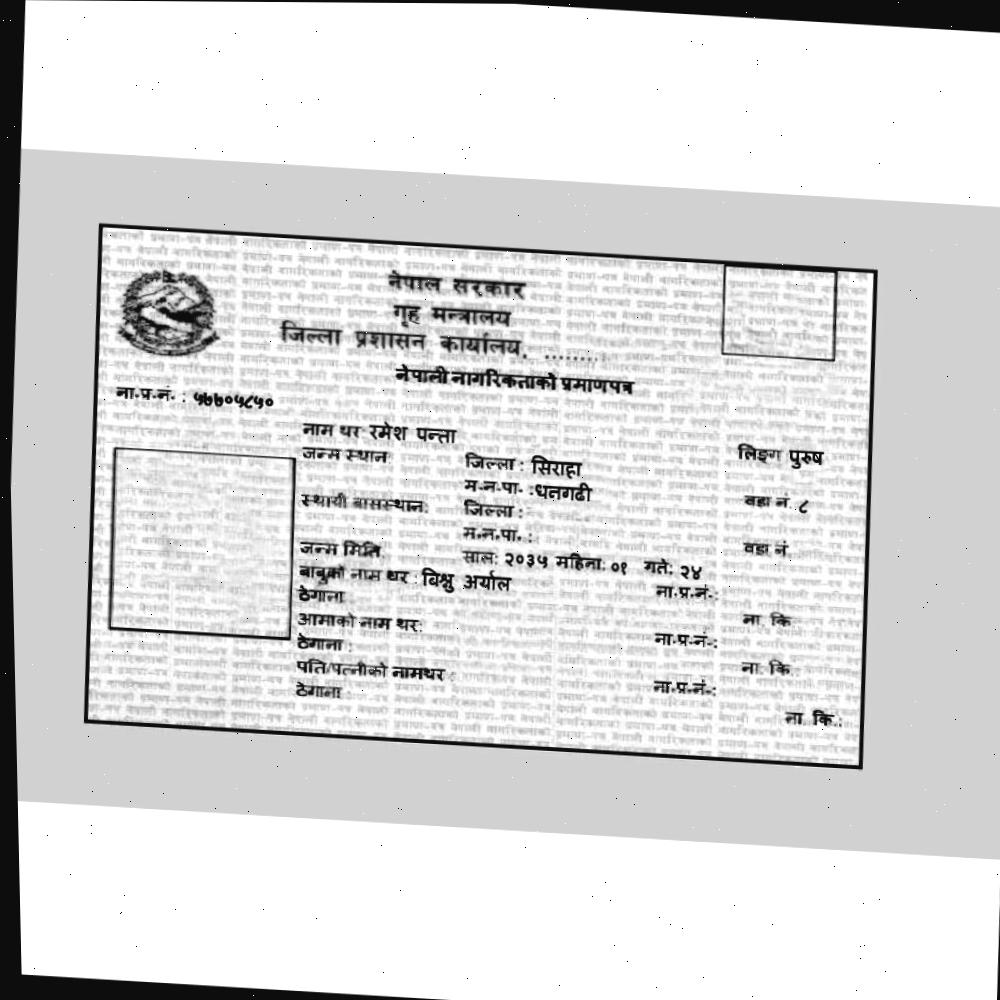 नेपाल सरकार
गृह मन्त्रालय
जिल्ला प्रशासन कार्यालय, .........
नेपाली नागरिकताको प्रमाणपत्र
ना.प्र.नं. : ५७७०५८५०
नाम थर रमेश पन्ता
लिङ्ग पुरुष
जन्म स्थान: जिल्ला : सिराहा
म.न.पा. :धनगढी वडा नं. ८
स्थायी बासस्थान: जिल्ला :
म.न.पा. : वडा नं.
जन्म मिति: साल: २०३५ महिना: ०१ गते: २४
बाबुको नाम थर : बिश्नु अर्याल ना.प्र.नं.:
ठेगाना : ना. कि.:
आमाको नाम थर: ना.प्र.नं.:
ठेगाना : ना. कि.:
पति/पत्नीको नामथर : ना.प्र.नं.:
ठेगाना : ना. कि.: